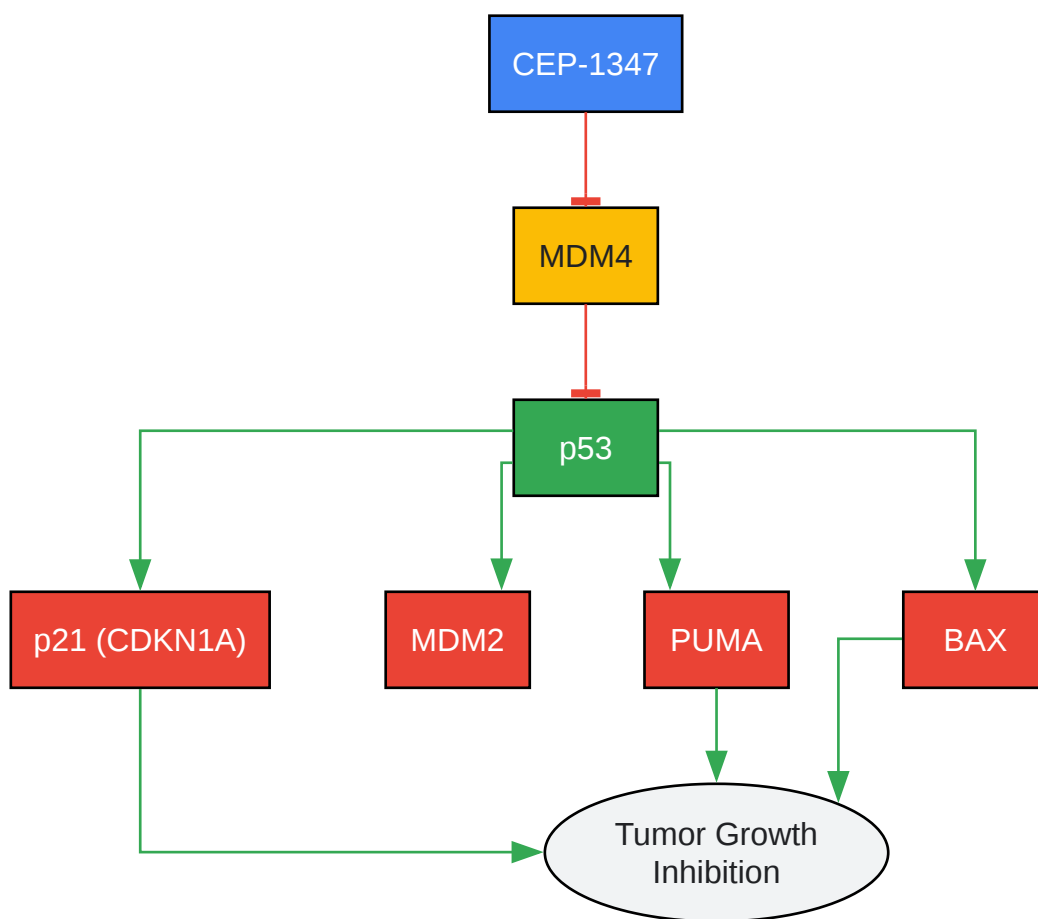 CEP-1347
MDM4
p53
p21 (CDKN1A)
MDM2
PUMA
BAX
Tumor Growth
Inhibition